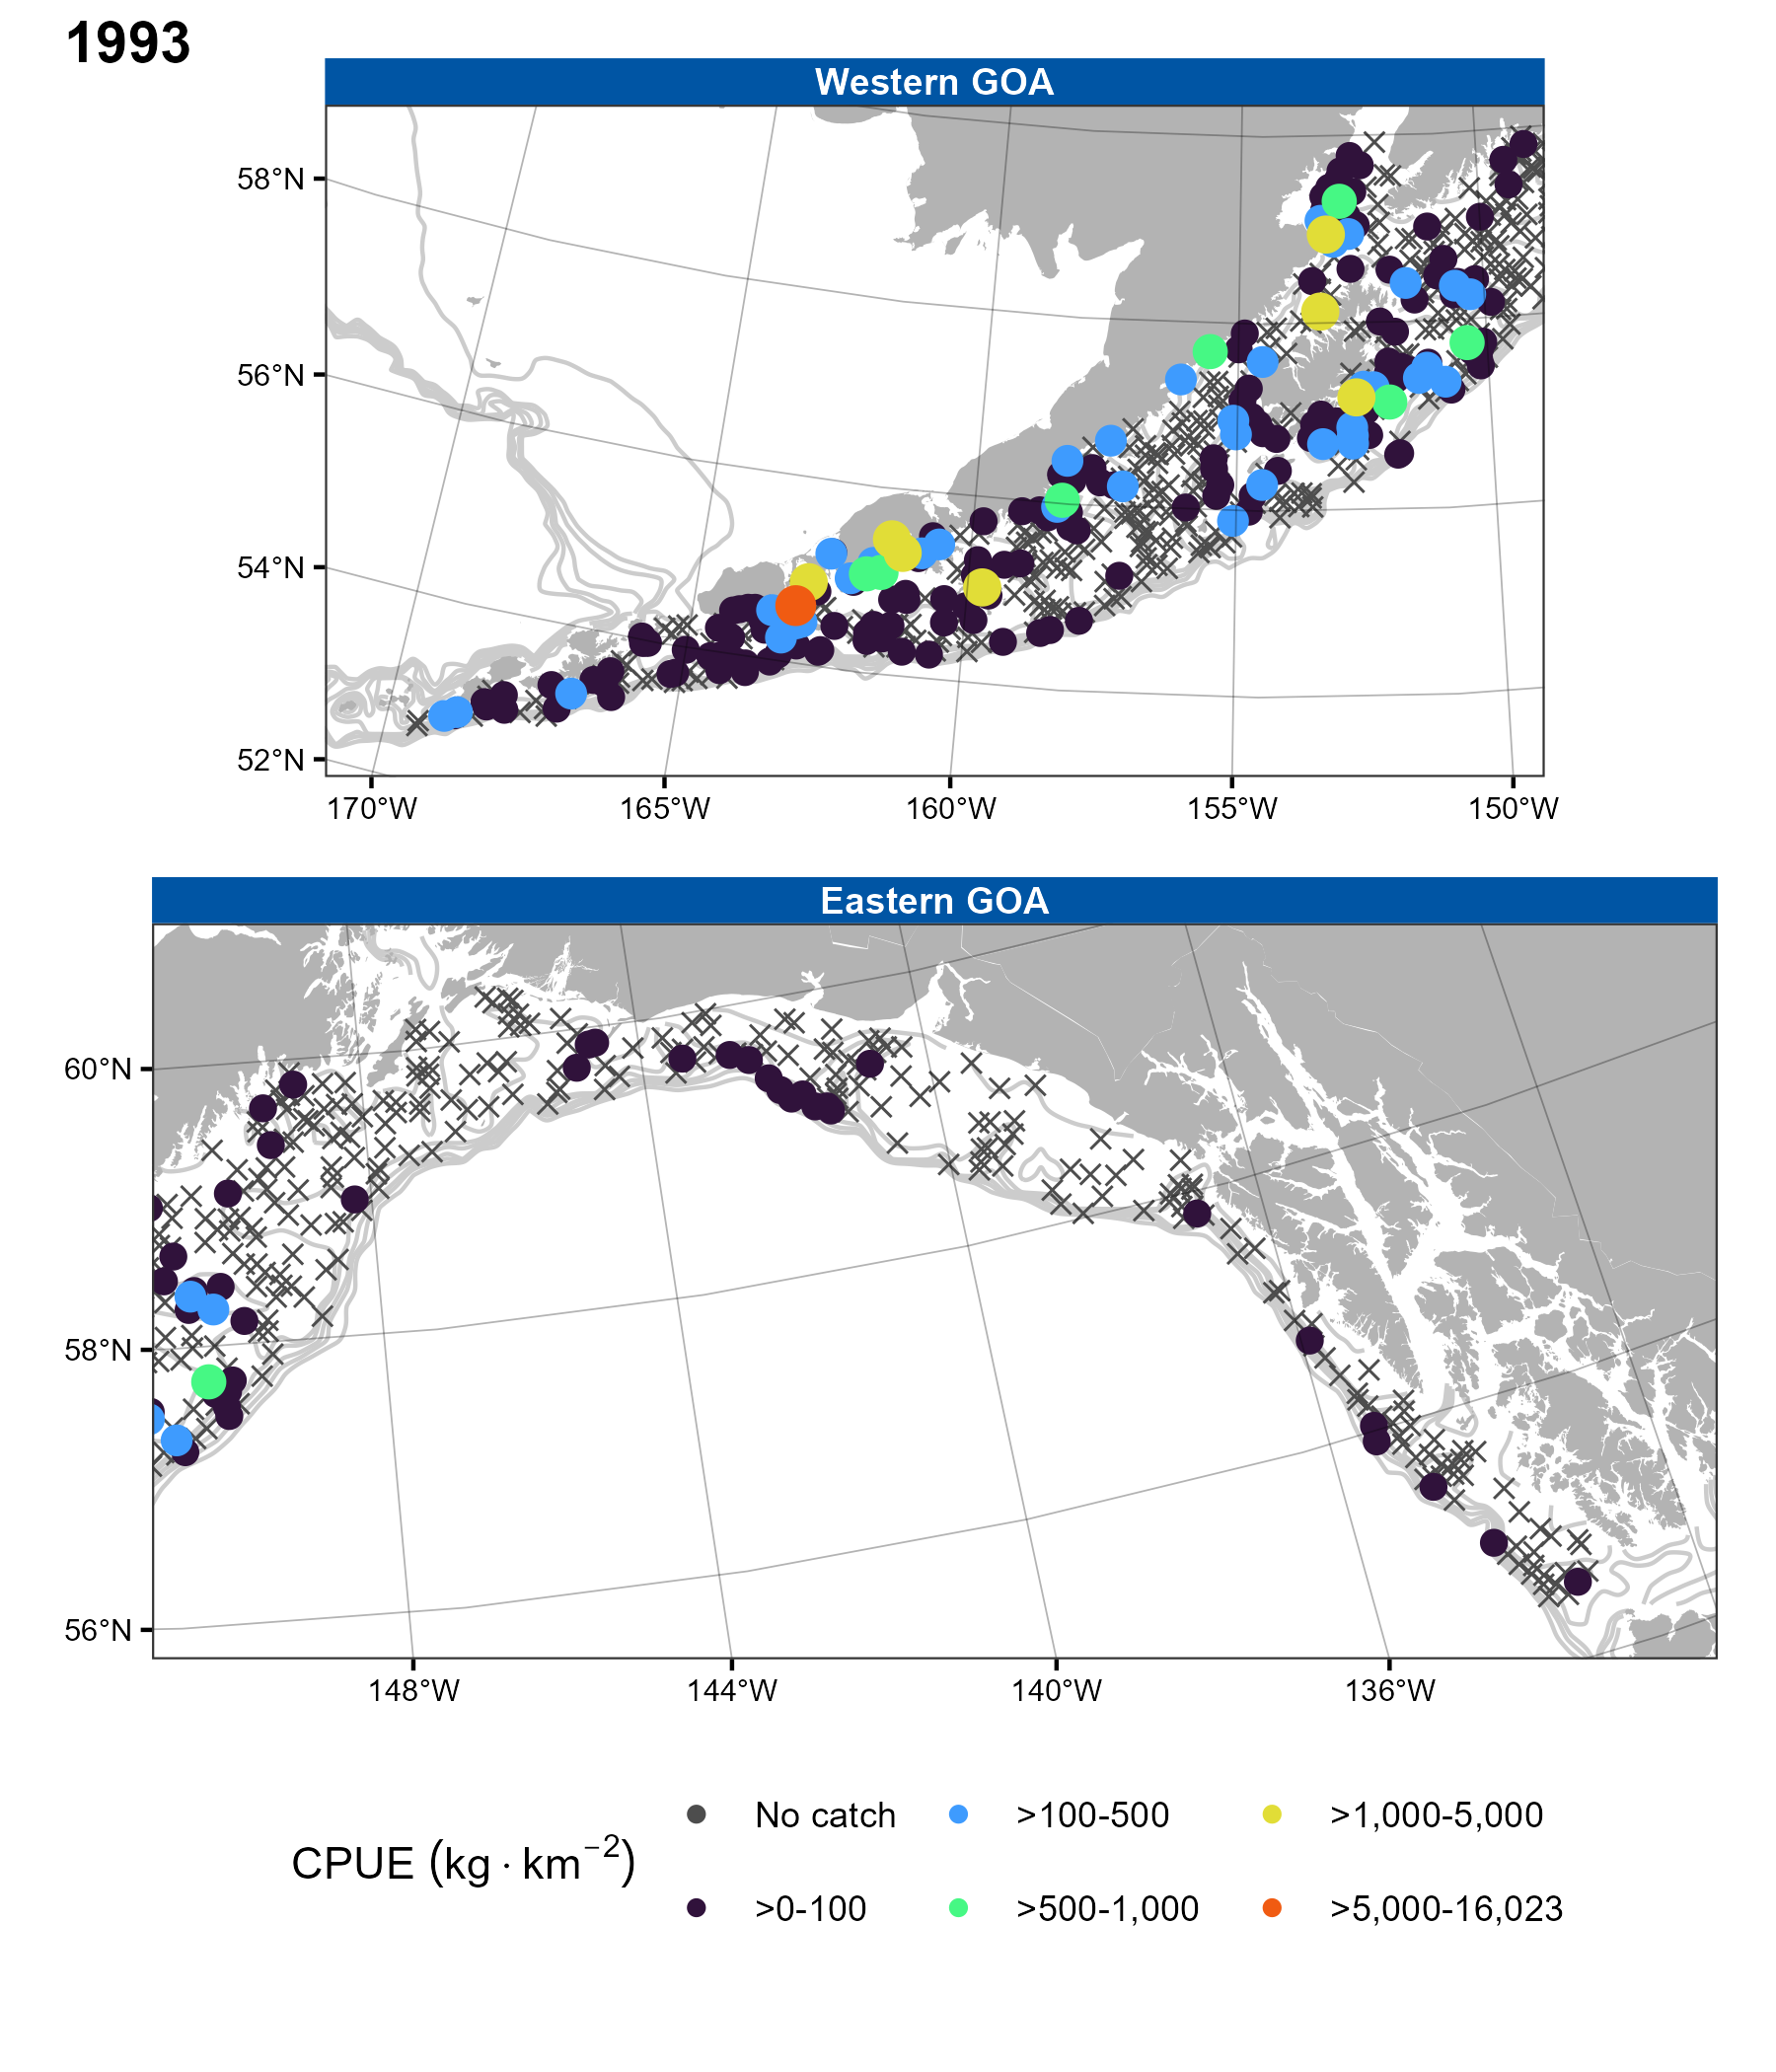 1993
Western GOA
58°N
56°N
54°N
52°N
170°W 165°W 160°W 155°W 150°W
Eastern GOA
60°N
58°N
56°N
148°W 144°W 140°W 136°W
No catch >100-500 >1,000-5,000
CPUE (kg · km⁻²)
>0-100 >500-1,000 >5,000-16,023